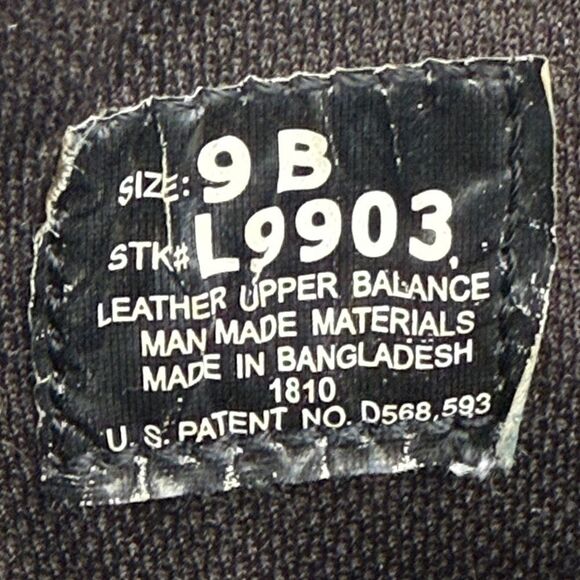 SIZE: 9 B
STK# L9903
LEATHER UPPER BALANCE
MAN MADE MATERIALS
MADE IN BANGLADESH
1810
U. S. PATENT NO. D568,593